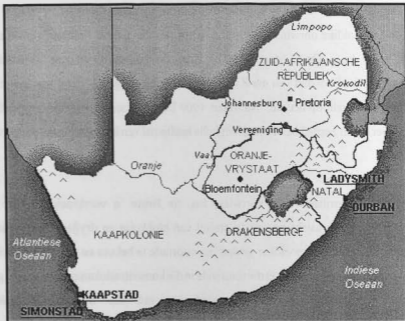 Limpopo
ZUID-AFRIKAANSCHE
REPUBLIEK
Krokodil
Johannesburg
Pretoria
Vereeniging
Vaal
Oranje
ORANJE-
VRYSTAAT
LADYSMITH
Bloemfontein
NATAL
DURBAN
KAAPKOLONIE
DRAKENSBERGE
Atlantiese
Oseaan
Indiese
Oseaan
KAAPSTAD
SIMONSTAD